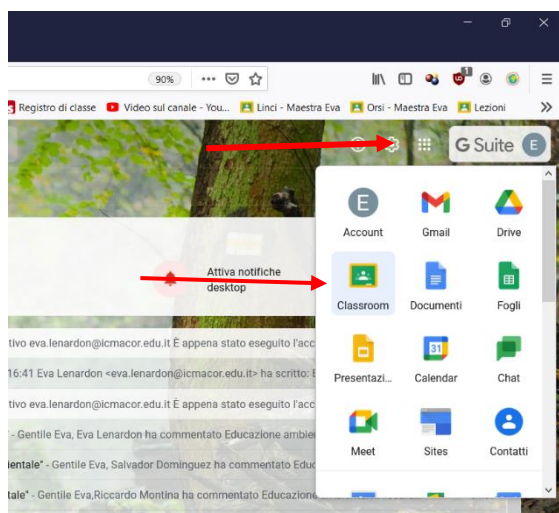 90%
Registro di classe Video sul canale - You... Linci - Maestra Eva Orsi - Maestra Eva Lezioni
G Suite E
E
Account Gmail Drive
Attiva notifiche
desktop
Classroom Documenti Fogli
31
Presentazi... Calendar Chat
Meet Sites Contatti
tivo eva.lenardon@icmacor.edu.it È appena stato eseguito l'acc
16:41 Eva Lenardon <eva.lenardon@icmacor.edu.it> ha scritto:
tivo eva.lenardon@icmacor.edu.it È appena stato eseguito l'acc
- Gentile Eva, Eva Lenardon ha commentato Educazione ambie
ientale" - Gentile Eva, Salvador Dominguez ha commentato Educ
tale" - Gentile Eva,Riccardo Montina ha commentato Educazione